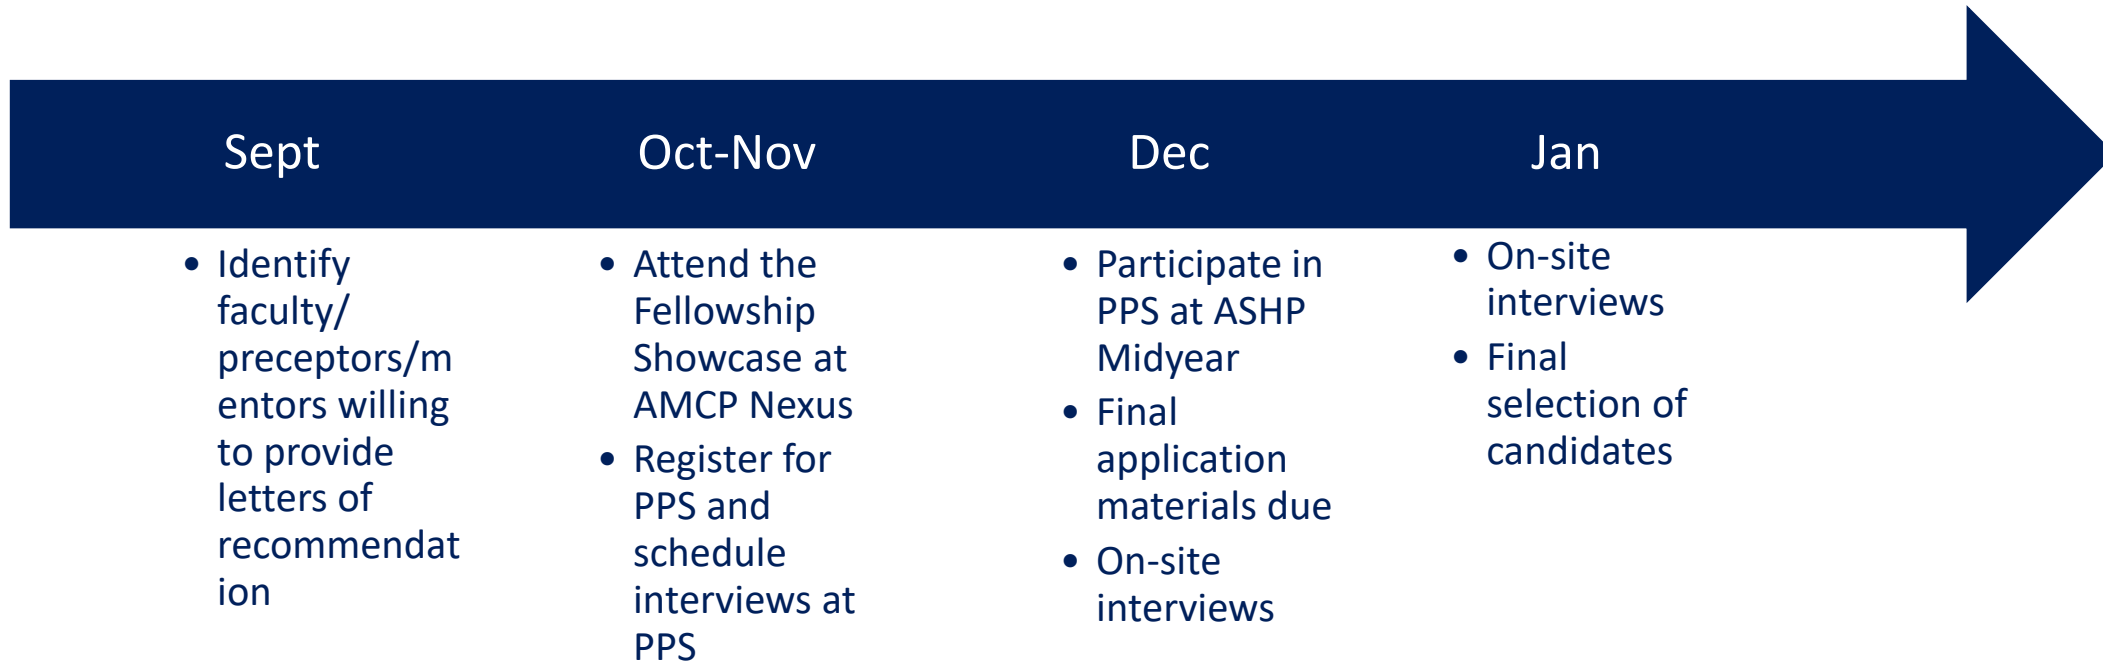 Sept
Oct-Nov
Dec
Jan
• Identify
faculty/
preceptors/m
entors willing
to provide
letters of
recommendat
ion
• Attend the
Fellowship
Showcase at
AMCP Nexus
• Register for
PPS and
schedule
interviews at
PPS
• Participate in
PPS at ASHP
Midyear
• Final
application
materials due
• On-site
interviews
• On-site
interviews
• Final
selection of
candidates